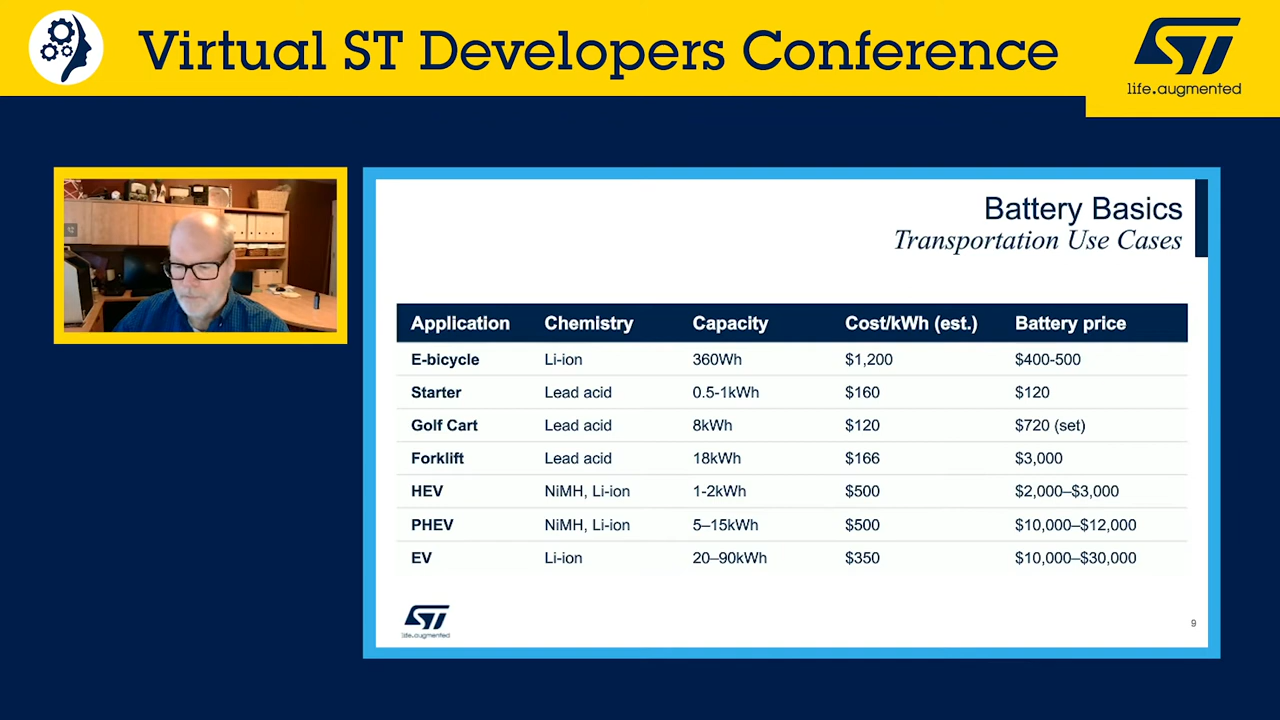 Virtual ST Developers Conference
ST
life.augmented
Battery Basics
Transportation Use Cases
Application Chemistry Capacity Cost/kWh (est.) Battery price
E-bicycle Li-ion 360Wh $1,200 $400-500
Starter Lead acid 0.5-1kWh $160 $120
Golf Cart Lead acid 8kWh $120 $720 (set)
Forklift Lead acid 18kWh $166 $3,000
HEV NiMH, Li-ion 1-2kWh $500 $2,000–$3,000
PHEV NiMH, Li-ion 5–15kWh $500 $10,000–$12,000
EV Li-ion 20–90kWh $350 $10,000–$30,000
ST
life.augmented
9